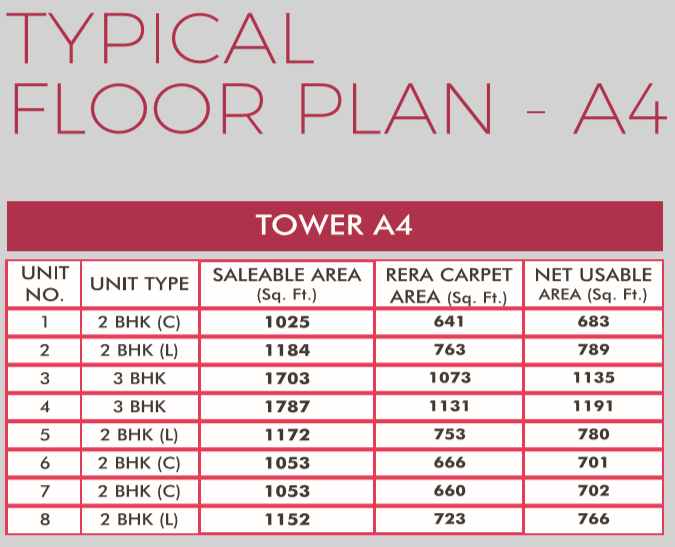 TYPICAL
FLOOR PLAN - A4
TOWER A4
UNIT NO. UNIT TYPE SALEABLE AREA (Sq. Ft.) RERA CARPET AREA (Sq. Ft.) NET USABLE AREA (Sq. Ft.)
1 2 BHK (C) 1025 641 683
2 2 BHK (L) 1184 763 789
3 3 BHK 1703 1073 1135
4 3 BHK 1787 1131 1191
5 2 BHK (L) 1172 753 780
6 2 BHK (C) 1053 666 701
7 2 BHK (C) 1053 660 702
8 2 BHK (L) 1152 723 766